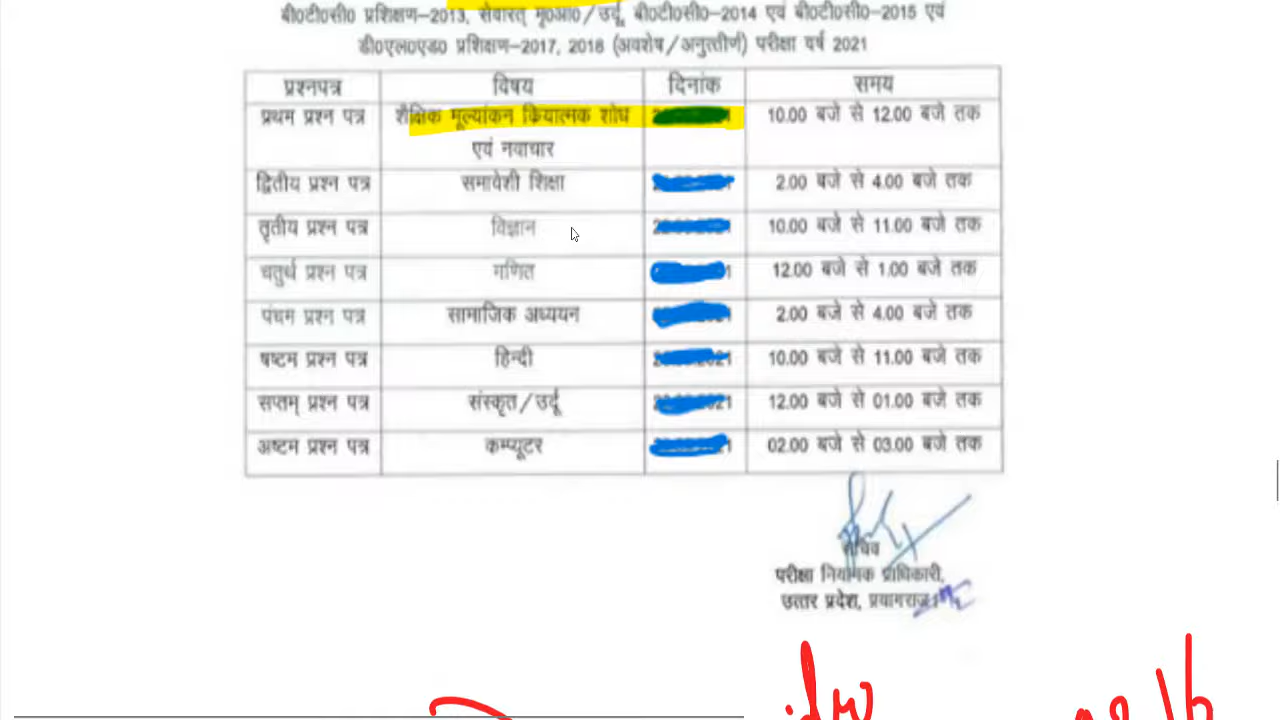 बी0टी0सी0 प्रशिक्षण-2013, सेवारत् मृ0आ0/उर्दू, बी0टी0सी0-2014 एवं बी0टी0सी0-2015 एवं
डी0एल0एड0 प्रशिक्षण-2017, 2018 (अवशेष/अनुत्तीर्ण) परीक्षा वर्ष 2021
प्रश्नपत्र विषय दिनांक समय
प्रथम प्रश्न पत्र शैक्षिक मूल्यांकन क्रियात्मक शोध 10.00 बजे से 12.00 बजे तक
एवं नवाचार
द्वितीय प्रश्न पत्र समावेशी शिक्षा 2.00 बजे से 4.00 बजे तक
तृतीय प्रश्न पत्र विज्ञान 10.00 बजे से 11.00 बजे तक
चतुर्थ प्रश्न पत्र गणित 12.00 बजे से 1.00 बजे तक
पंचम प्रश्न पत्र सामाजिक अध्ययन 2.00 बजे से 4.00 बजे तक
षष्टम प्रश्न पत्र हिन्दी 10.00 बजे से 11.00 बजे तक
सप्तम् प्रश्न पत्र संस्कृत/उर्दू 12.00 बजे से 01.00 बजे तक
अष्टम प्रश्न पत्र कम्प्यूटर 02.00 बजे से 03.00 बजे तक
सचिव
परीक्षा नियामक प्राधिकारी,
उत्तर प्रदेश, प्रयागराज।